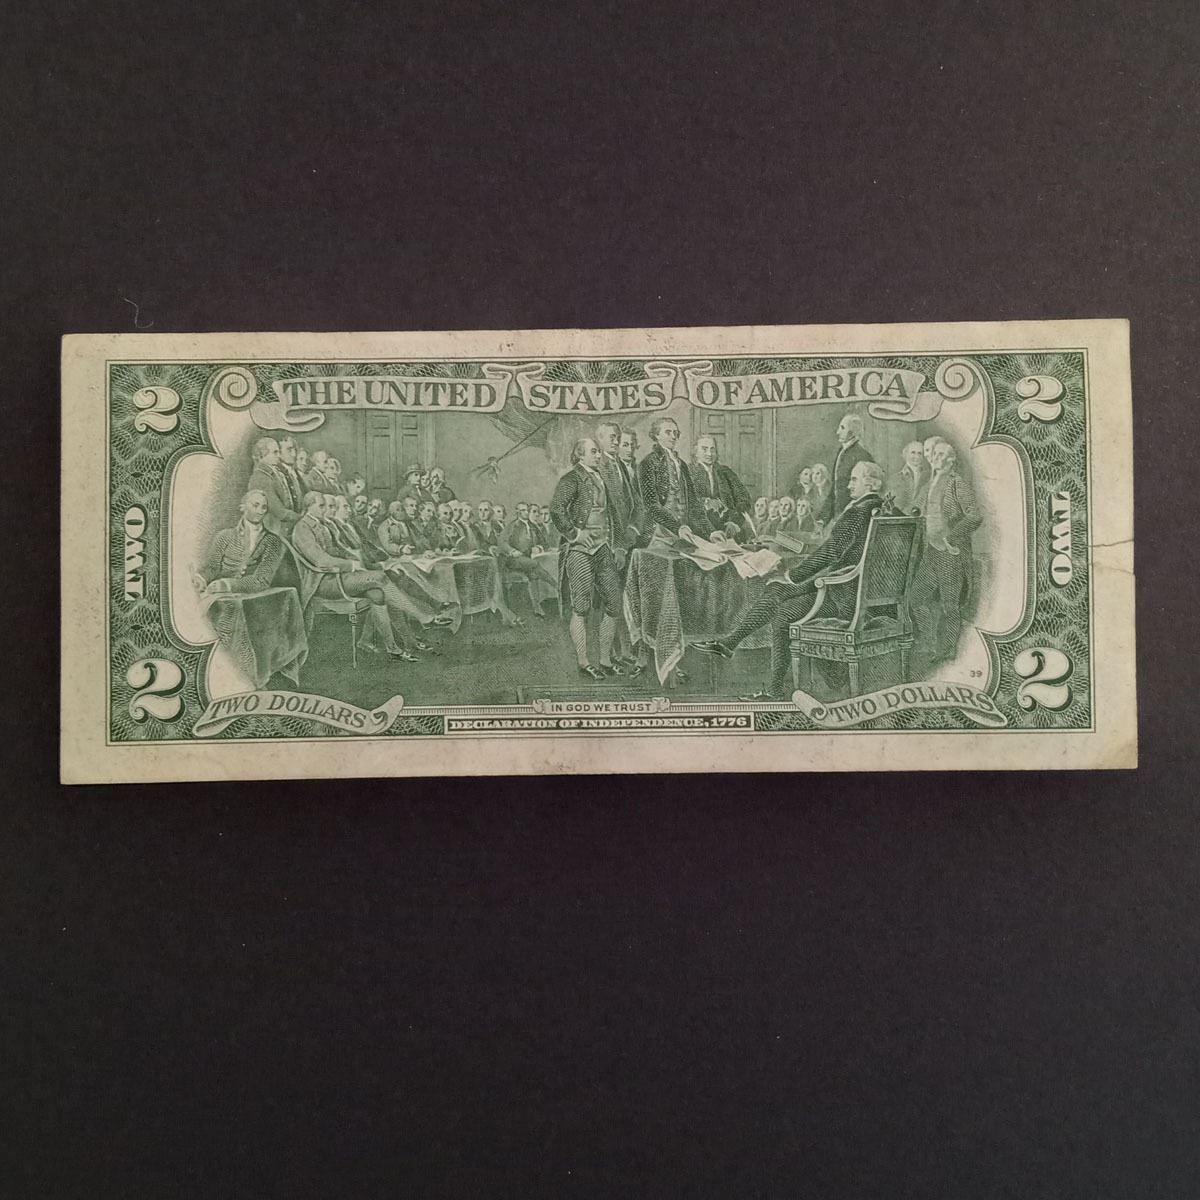 2 THE UNITED STATES OF AMERICA 2
TWO TWO
39
2 TWO DOLLARS TWO DOLLARS 2
IN GOD WE TRUST
DECLARATION OF INDEPENDENCE, 1776